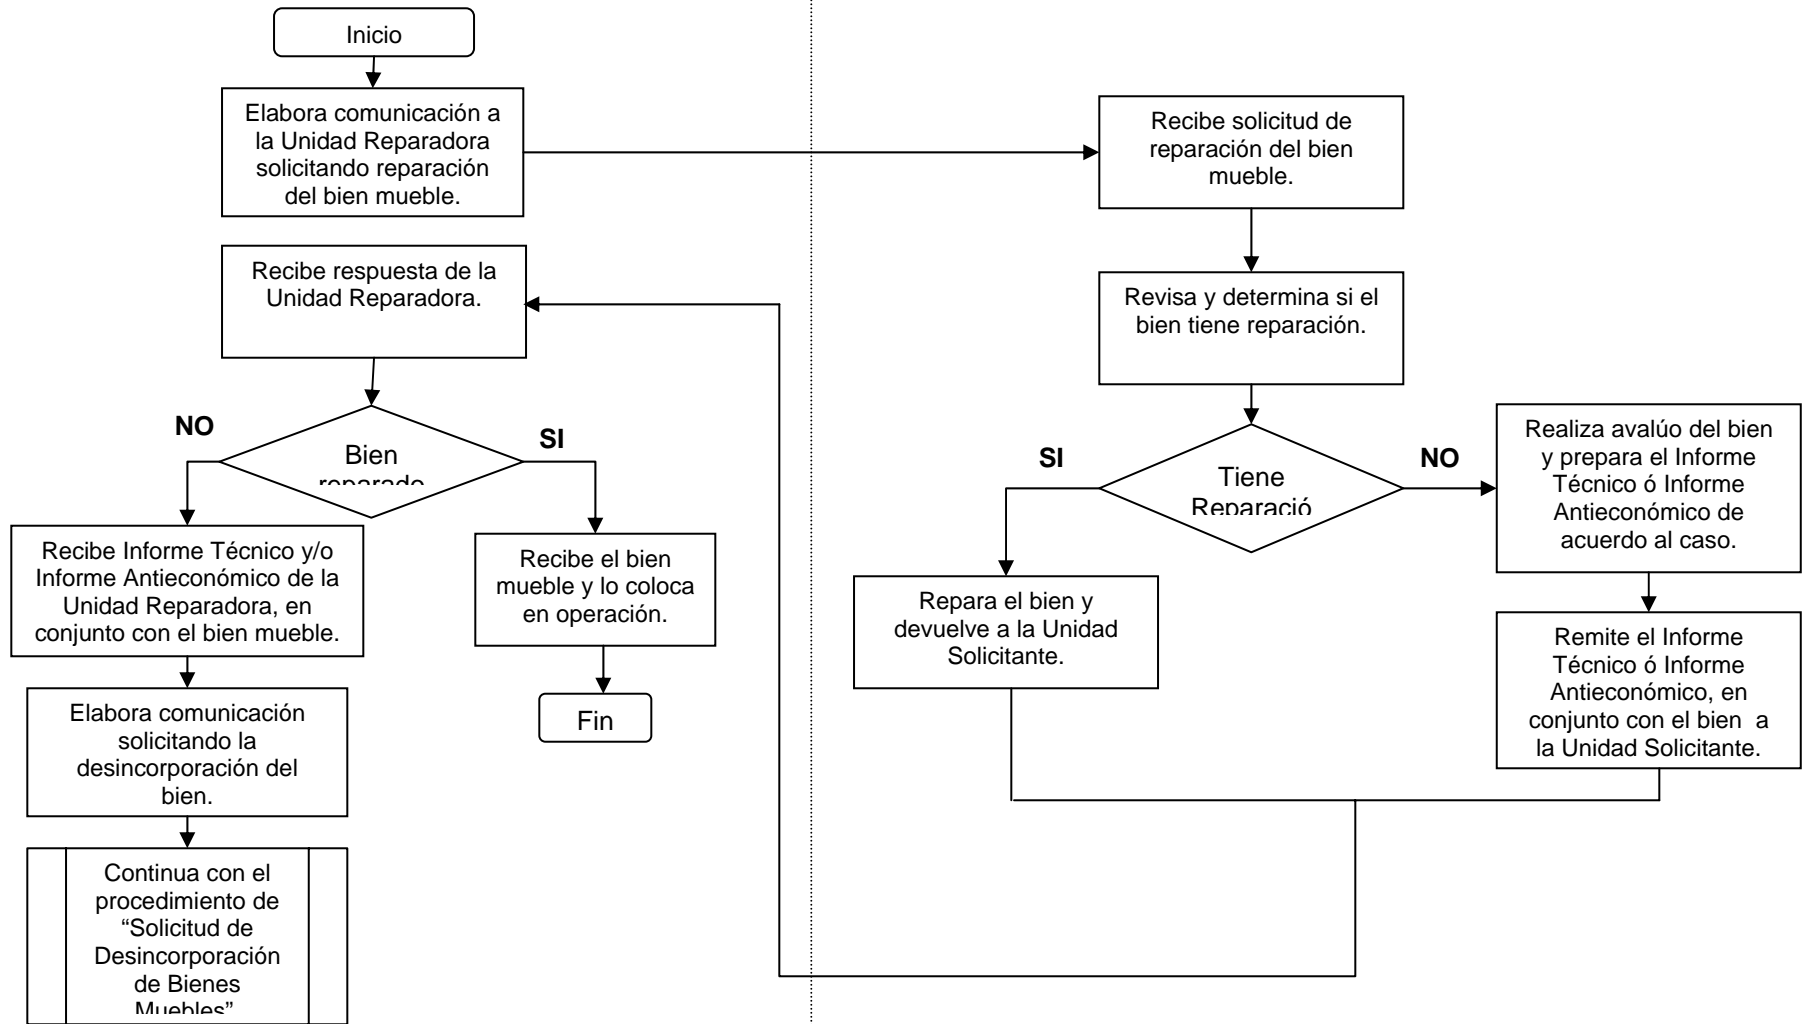 Inicio
Elabora comunicación a
la Unidad Reparadora
solicitando reparación
del bien mueble.
Recibe respuesta de la
Unidad Reparadora.
NO
SI
Bien
reparado
Recibe Informe Técnico y/o
Informe Antieconómico de la
Unidad Reparadora, en
conjunto con el bien mueble.
Recibe el bien
mueble y lo coloca
en operación.
Fin
Elabora comunicación
solicitando la
desincorporación del
bien.
Continua con el
procedimiento de
“Solicitud de
Desincorporación
de Bienes
Muebles”
Recibe solicitud de
reparación del bien
mueble.
Revisa y determina si el
bien tiene reparación.
SI
NO
Tiene
Reparació
Repara el bien y
devuelve a la Unidad
Solicitante.
Realiza avalúo del bien
y prepara el Informe
Técnico ó Informe
Antieconómico de
acuerdo al caso.
Remite el Informe
Técnico ó Informe
Antieconómico, en
conjunto con el bien a
la Unidad Solicitante.